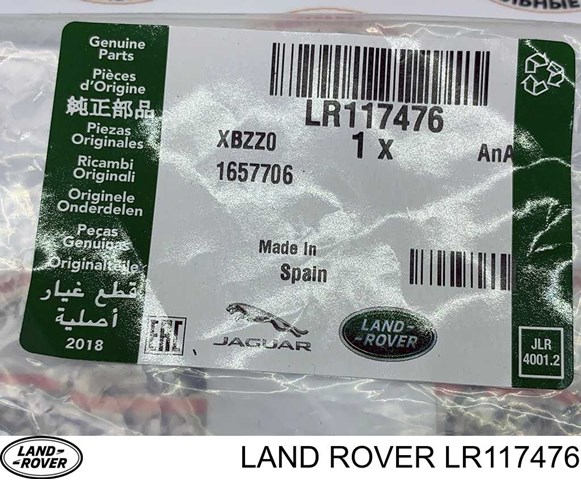 Genuine
Parts
Pièces
d'Origine
純正部品
Piezas
Originales
Ricambi
Originali
Originele
Onderdelen
Peças
Genuinas
Originalteile
قطع غيار
أصلية
2018
LR117476
XBZZ0
1 X
AnA
1657706
Made In
Spain
EAC
JAGUAR
LAND-
-ROVER
JLR
4001.2
LAND-
-ROVER
LAND ROVER LR117476